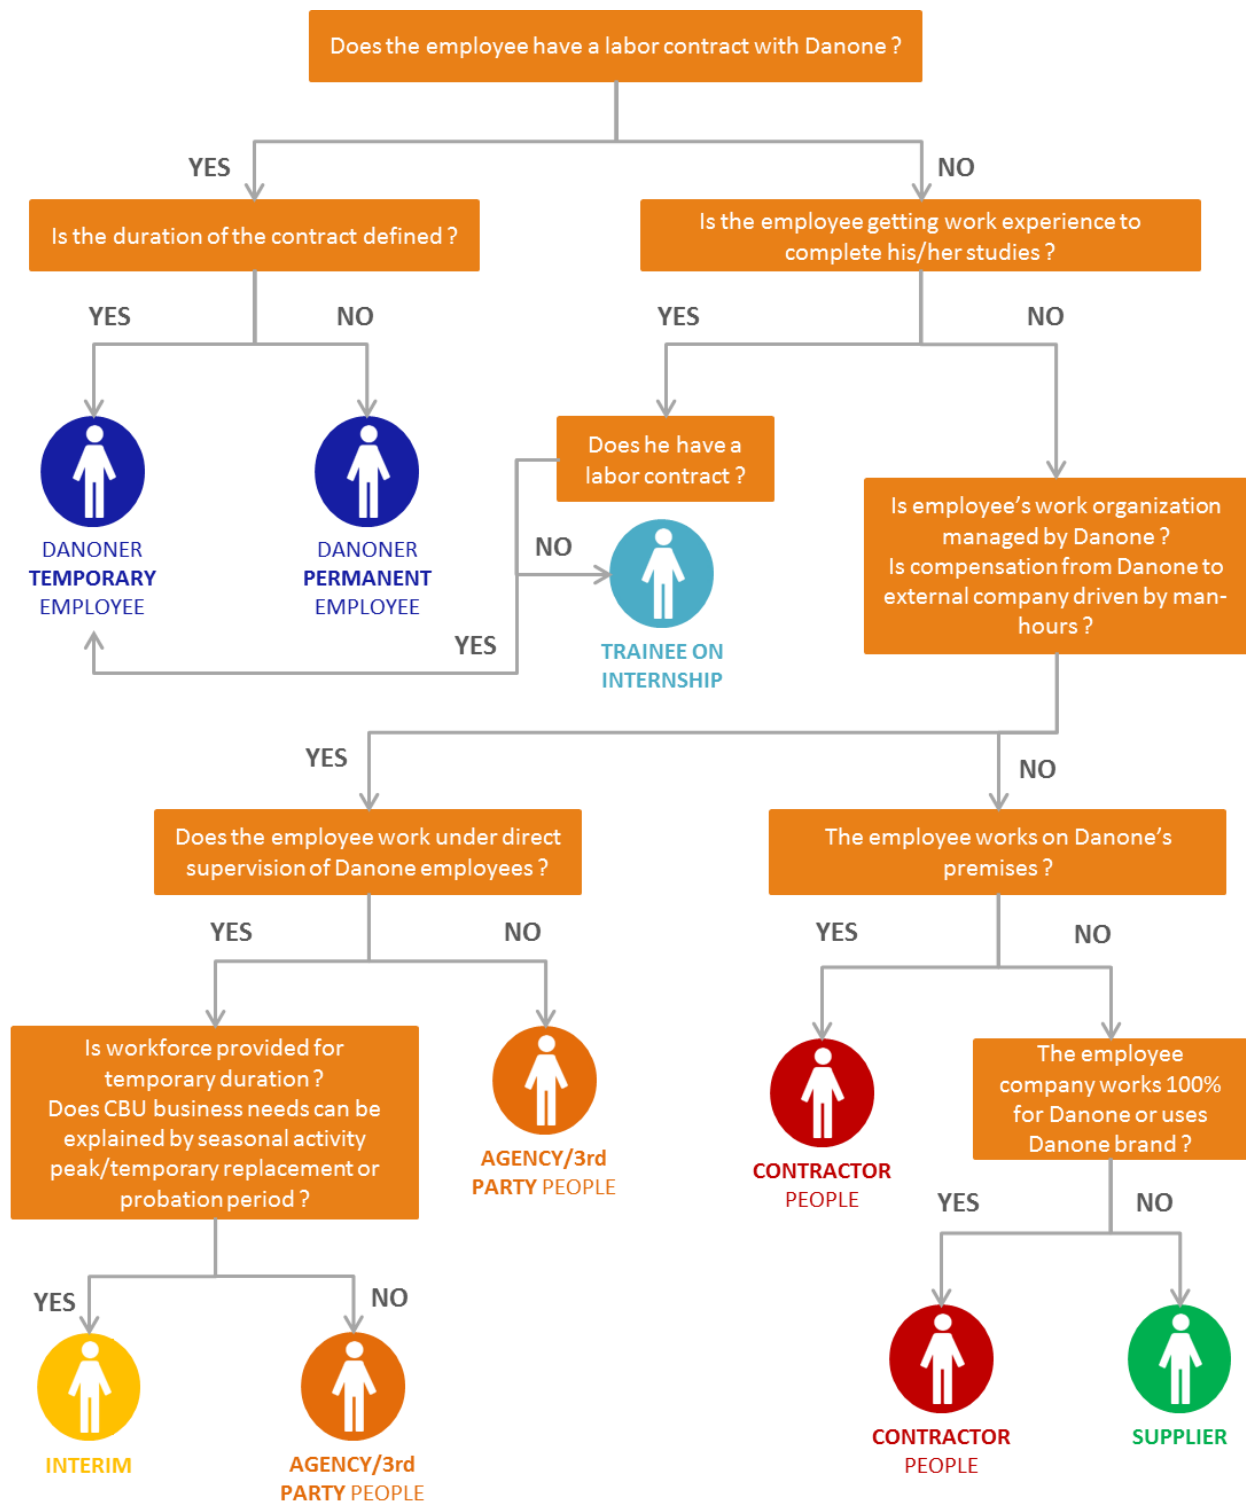 Does the employee have a labor contract with Danone ?
YES
NO
Is the duration of the contract defined ?
Is the employee getting work experience to
complete his/her studies ?
YES
NO
YES
NO
DANONER
TEMPORARY
EMPLOYEE
DANONER
PERMANENT
EMPLOYEE
Does he have a
labor contract ?
NO
YES
TRAINEE ON
INTERNSHIP
Is employee's work organization
managed by Danone ?
Is compensation from Danone to
external company driven by man-
hours ?
YES
NO
Does the employee work under direct
supervision of Danone employees ?
The employee works on Danone's
premises ?
YES
NO
YES
NO
Is workforce provided for
temporary duration ?
Does CBU business needs can be
explained by seasonal activity
peak/temporary replacement or
probation period ?
AGENCY/3rd
PARTY PEOPLE
CONTRACTOR
PEOPLE
The employee
company works 100%
for Danone or uses
Danone brand ?
YES
NO
YES
NO
INTERIM
AGENCY/3rd
PARTY PEOPLE
CONTRACTOR
PEOPLE
SUPPLIER